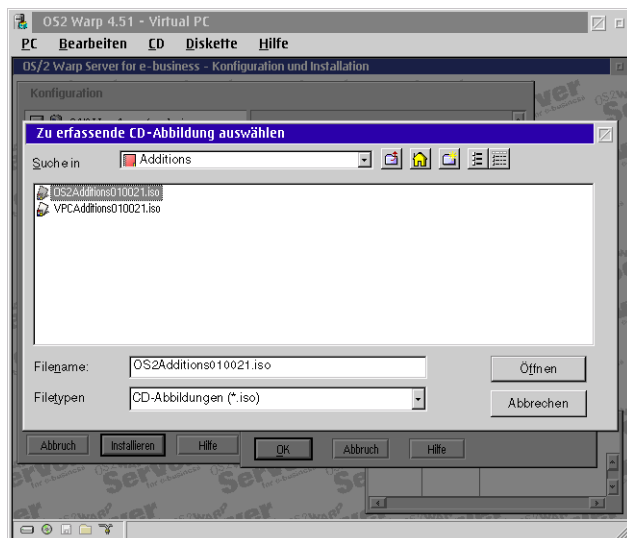 OS2 Warp 4.51 - Virtual PC
PC Bearbeiten CD Diskette Hilfe
OS/2 Warp Server for e-business - Konfiguration und Installation
Konfiguration
Zu erfassende CD-Abbildung auswählen
Suche in Additions
OS2Additions010021.iso
VPCAdditions010021.iso
Filename: OS2Additions010021.iso Öffnen
Filetypen CD-Abbildungen (*.iso) Abbrechen
Abbruch Installieren Hilfe OK Abbruch Hilfe